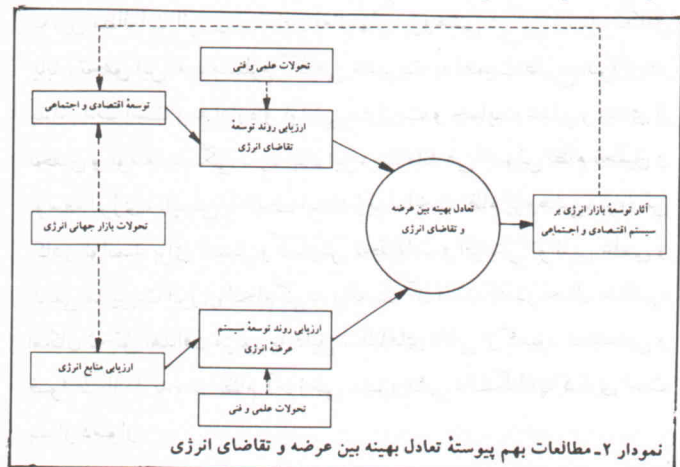 تحولات علمی و فنی
توسعهٔ اقتصادی و اجتماعی
ارزیابی روند توسعهٔ
تقاضای انرژی
تحولات بازار جهانی انرژی
تعادل بهینه بین عرضه
و تقاضای انرژی
آثار توسعهٔ بازار انرژی بر
سیستم اقتصادی و اجتماعی
ارزیابی منابع انرژی
ارزیابی روند توسعهٔ سیستم
عرضهٔ انرژی
تحولات علمی و فنی
نمودار ۲ـ مطالعات بهم پیوستهٔ تعادل بهینه بین عرضه و تقاضای انرژی